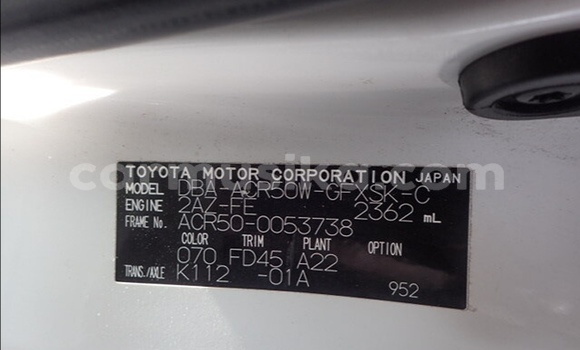 TOYOTA MOTOR CORPORATION JAPAN
MODEL DBA-ACR50W-GFXSK-C
ENGINE 2AZ-FE 2362 mL
FRAME No. ACR50-0053738
COLOR TRIM PLANT OPTION
070 FD45 A22
TRANS./AXLE K112 -01A
952